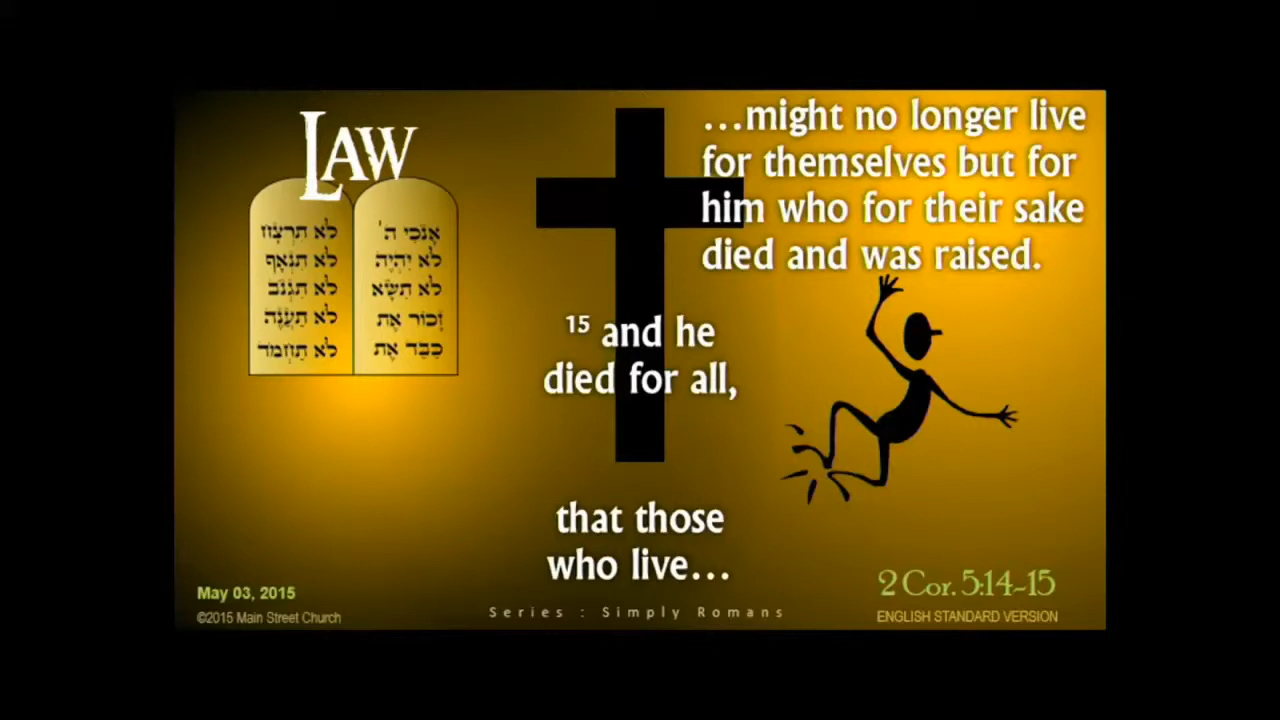 LAW
אָנֹכִי ה'
לֹא יִהְיֶה
לֹא תִשָּׂא
זָכוֹר אֶת
כַּבֵּד אֶת
לֹא תִרְצָח
לֹא תִנְאָף
לֹא תִגְנֹב
לֹא תַעֲנֶה
לֹא תַחְמֹד
15 and he
died for all,
that those
who live...
...might no longer live
for themselves but for
him who for their sake
died and was raised.
May 03, 2015
©2015 Main Street Church
Series : Simply Romans
2 Cor. 5:14-15
ENGLISH STANDARD VERSION